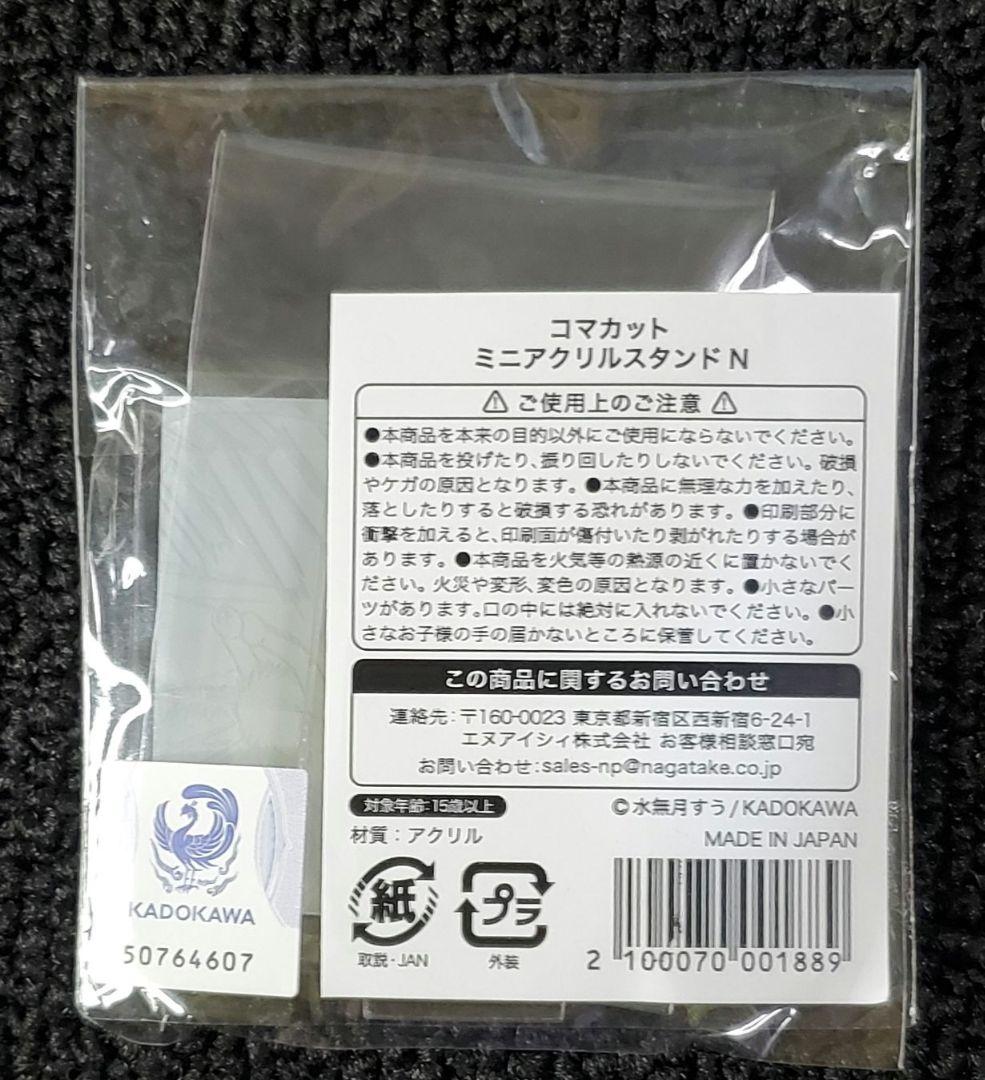 コマカット
ミニアクリルスタンド N
⚠ ご使用上のご注意 ⚠
●本商品を本来の目的以外にご使用にならないでください。
●本商品を投げたり、振り回したりしないでください。破損
やケガの原因となります。●本商品に無理な力を加えたり、
落としたりすると破損する恐れがあります。●印刷部分に
衝撃を加えると、印刷面が傷付いたり剥がれたりする場合が
あります。●本商品を火気等の熱源の近くに置かないでく
ださい。火災や変形、変色の原因となります。●小さなパー
ツがあります。口の中には絶対に入れないでください。●小
さなお子様の手の届かないところに保管してください。
この商品に関するお問い合わせ
連絡先:〒160-0023 東京都新宿区西新宿6-24-1
エヌアイシィ株式会社 お客様相談窓口宛
お問い合わせ:sales-np@nagatake.co.jp
対象年齢:15歳以上
©水無月すう/KADOKAWA
材質:アクリル
MADE IN JAPAN
紙
プラ
取説・JAN
外装
2 100070 001889
KADOKAWA
50764607